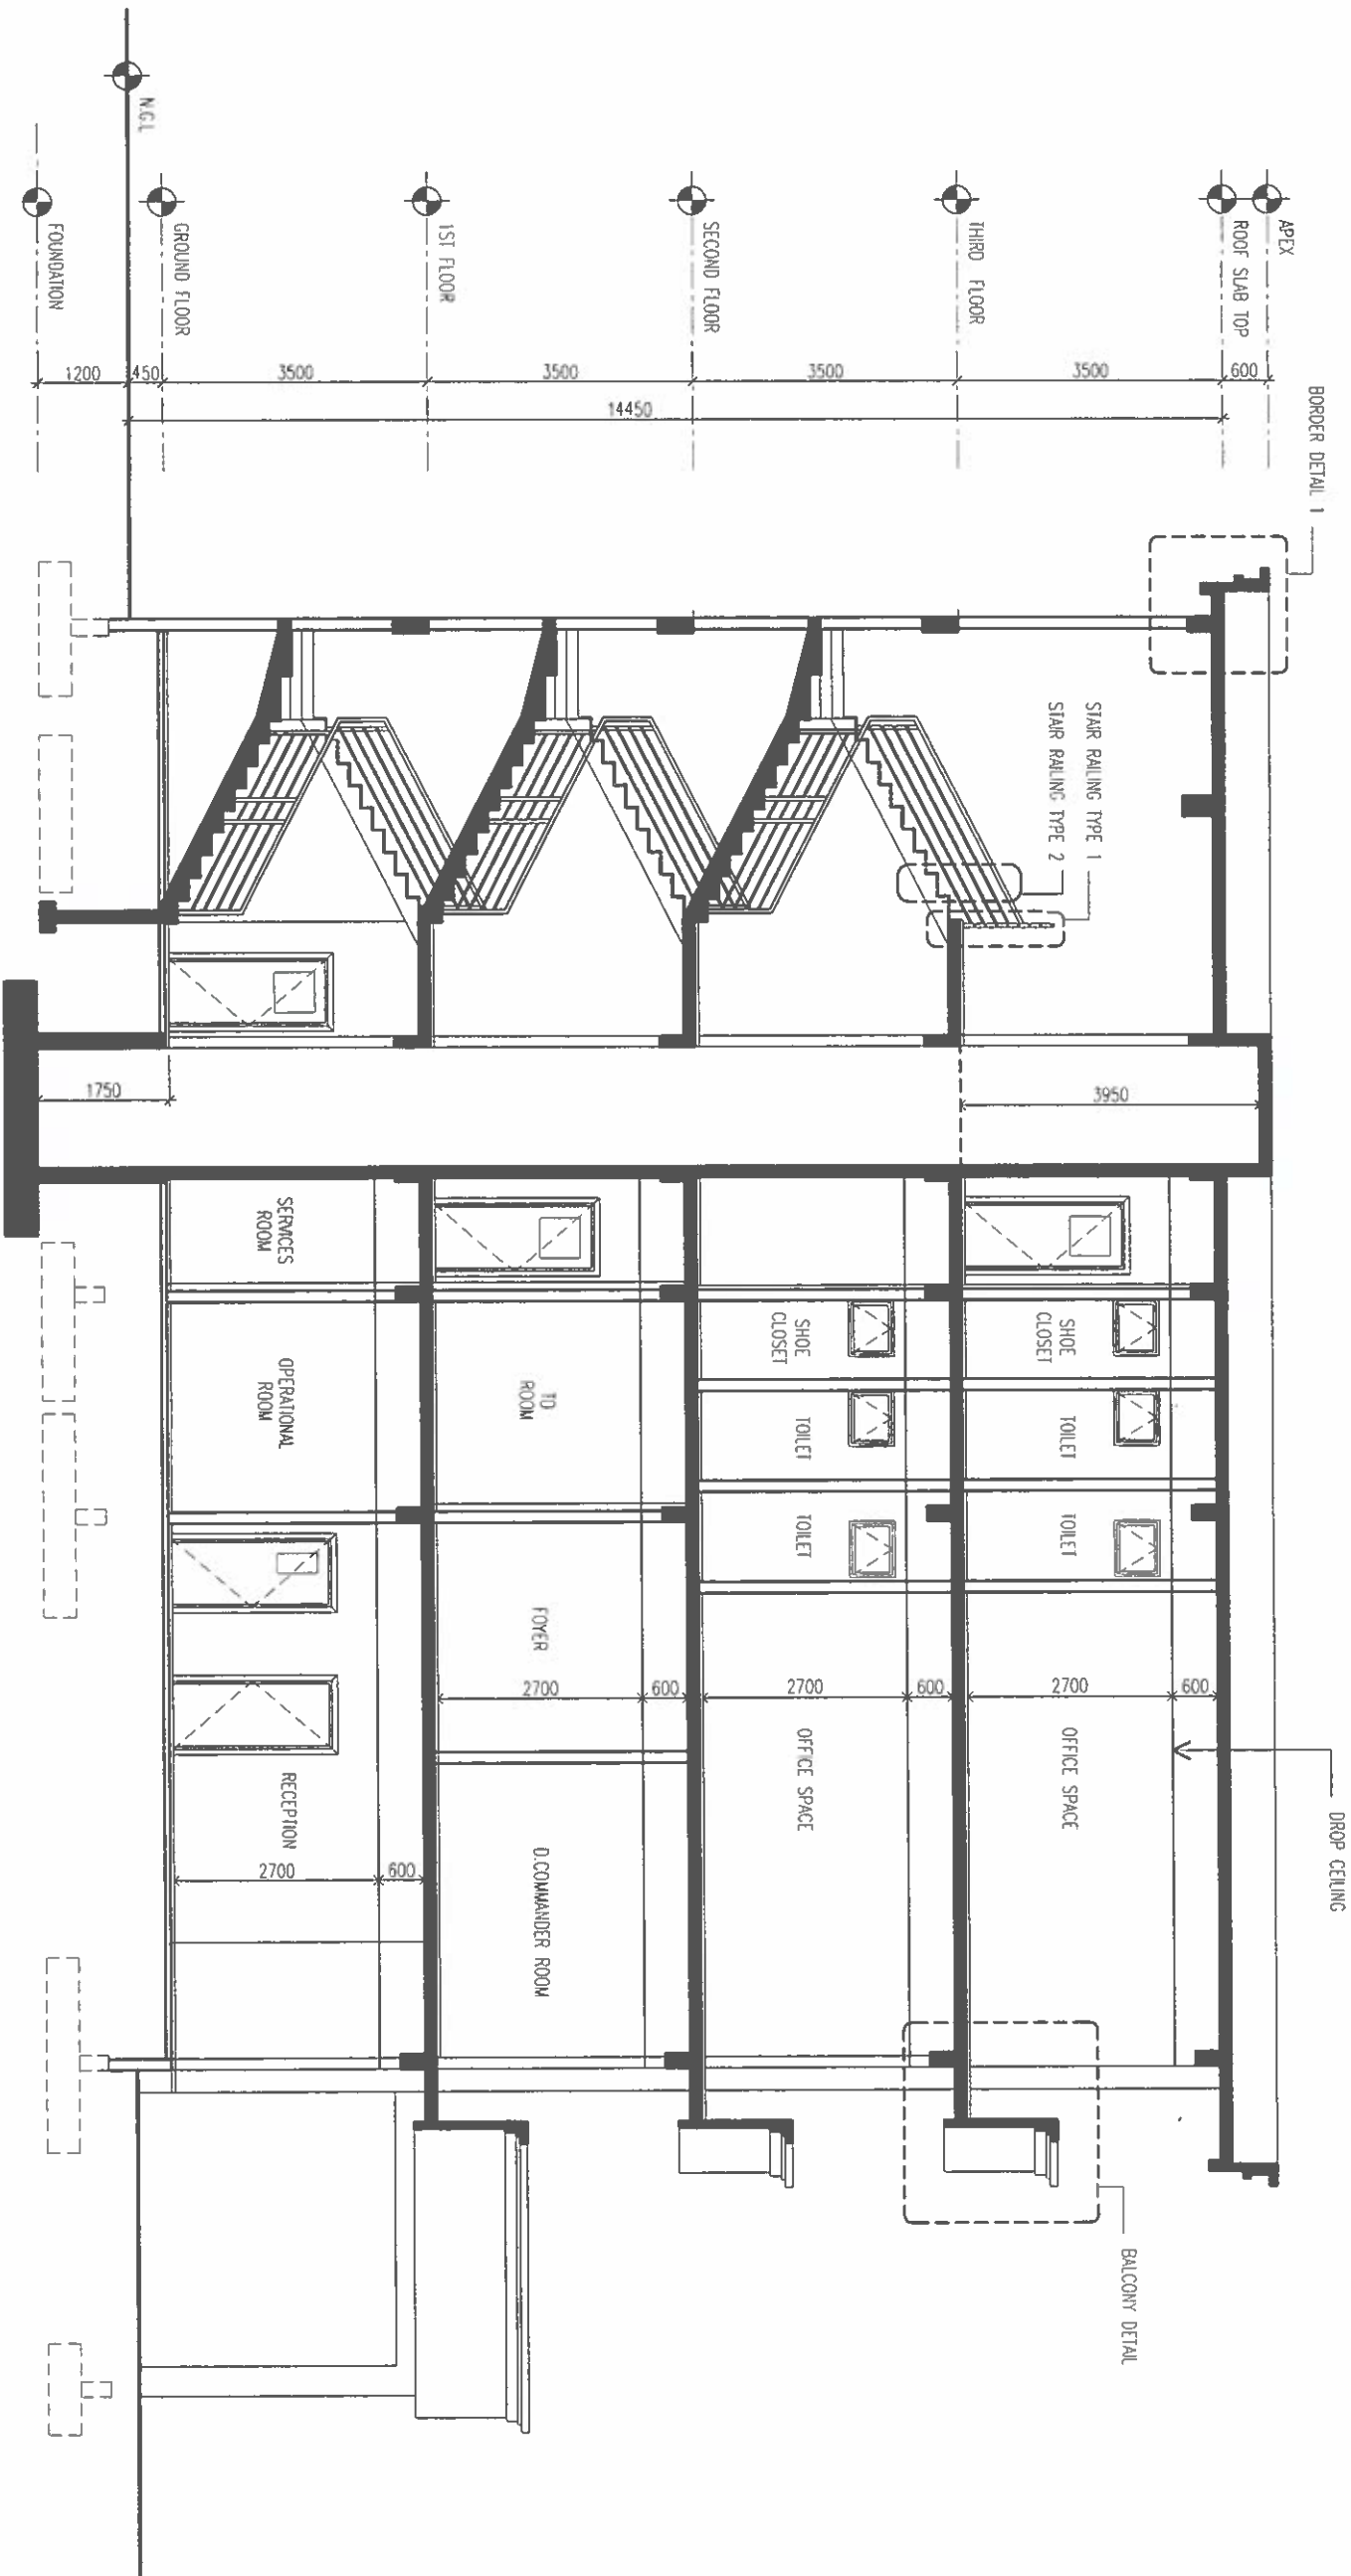 BORDER DETAIL 1
DROP CEILING
APEX
ROOF SLAB TOP
600
3500
THIRD FLOOR
3500
SECOND FLOOR
3500
1ST FLOOR
3500
GROUND FLOOR
450
N.G.L
1200
FOUNDATION
14450
STAIR RAILING TYPE 1
STAIR RAILING TYPE 2
3950
1750
SHOE
CLOSET
TOILET
TOILET
OFFICE SPACE
600
2700
SHOE
CLOSET
TOILET
TOILET
OFFICE SPACE
600
2700
BALCONY DETAIL
TO
ROOM
FOYER
600
2700
D.COMMANDER ROOM
SERVICES
ROOM
OPERATIONAL
ROOM
RECEPTION
600
2700